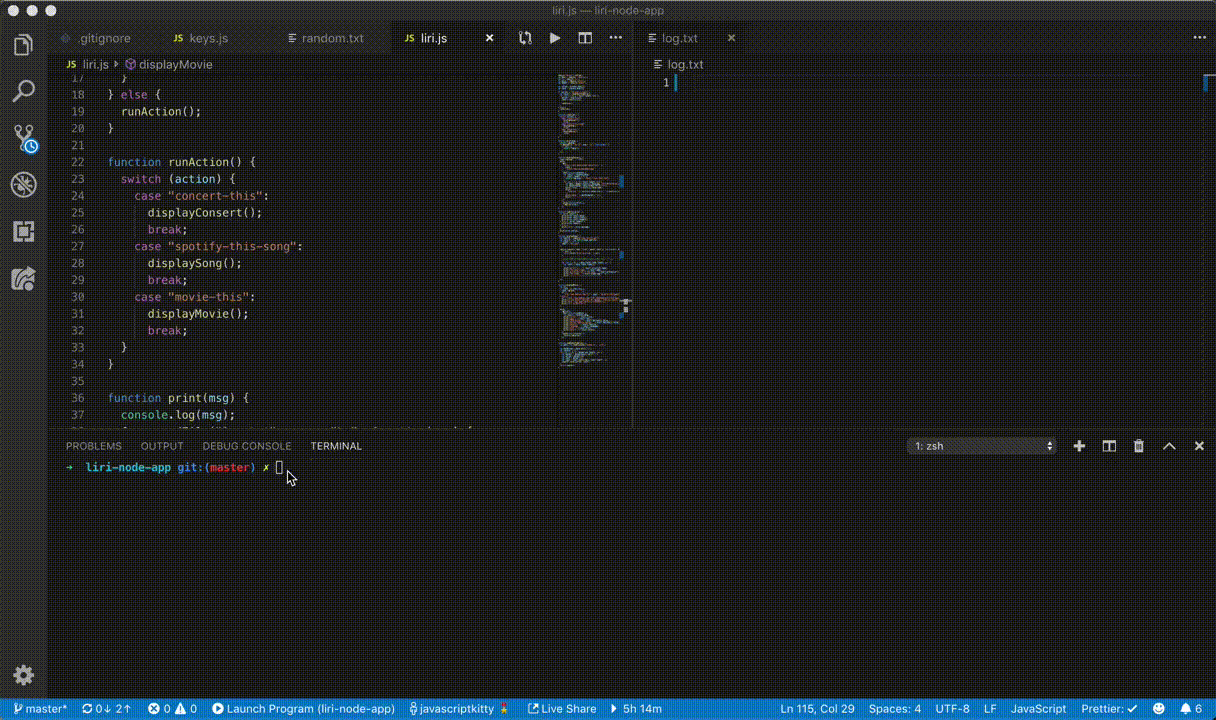 liri.js — liri-node-app
.gitignore
JS keys.js
random.txt
JS liri.js
log.txt
JS liri.js displayMovie
log.txt
17 }
18 } else {
19 runAction();
20 }
21
22 function runAction() {
23 switch (action) {
24 case "concert-this":
25 displayConsert();
26 break;
27 case "spotify-this-song":
28 displaySong();
29 break;
30 case "movie-this":
31 displayMovie();
32 break;
33 }
34 }
35
36 function print(msg) {
37 console.log(msg);
1
PROBLEMS OUTPUT DEBUG CONSOLE TERMINAL 1: zsh
➜ liri-node-app git:(master) ✗
master* 0↓ 2↑ 0 0 Launch Program (liri-node-app) javascriptkitty Live Share 5h 14m Ln 115, Col 29 Spaces: 4 UTF-8 LF JavaScript Prettier: ✓ 6